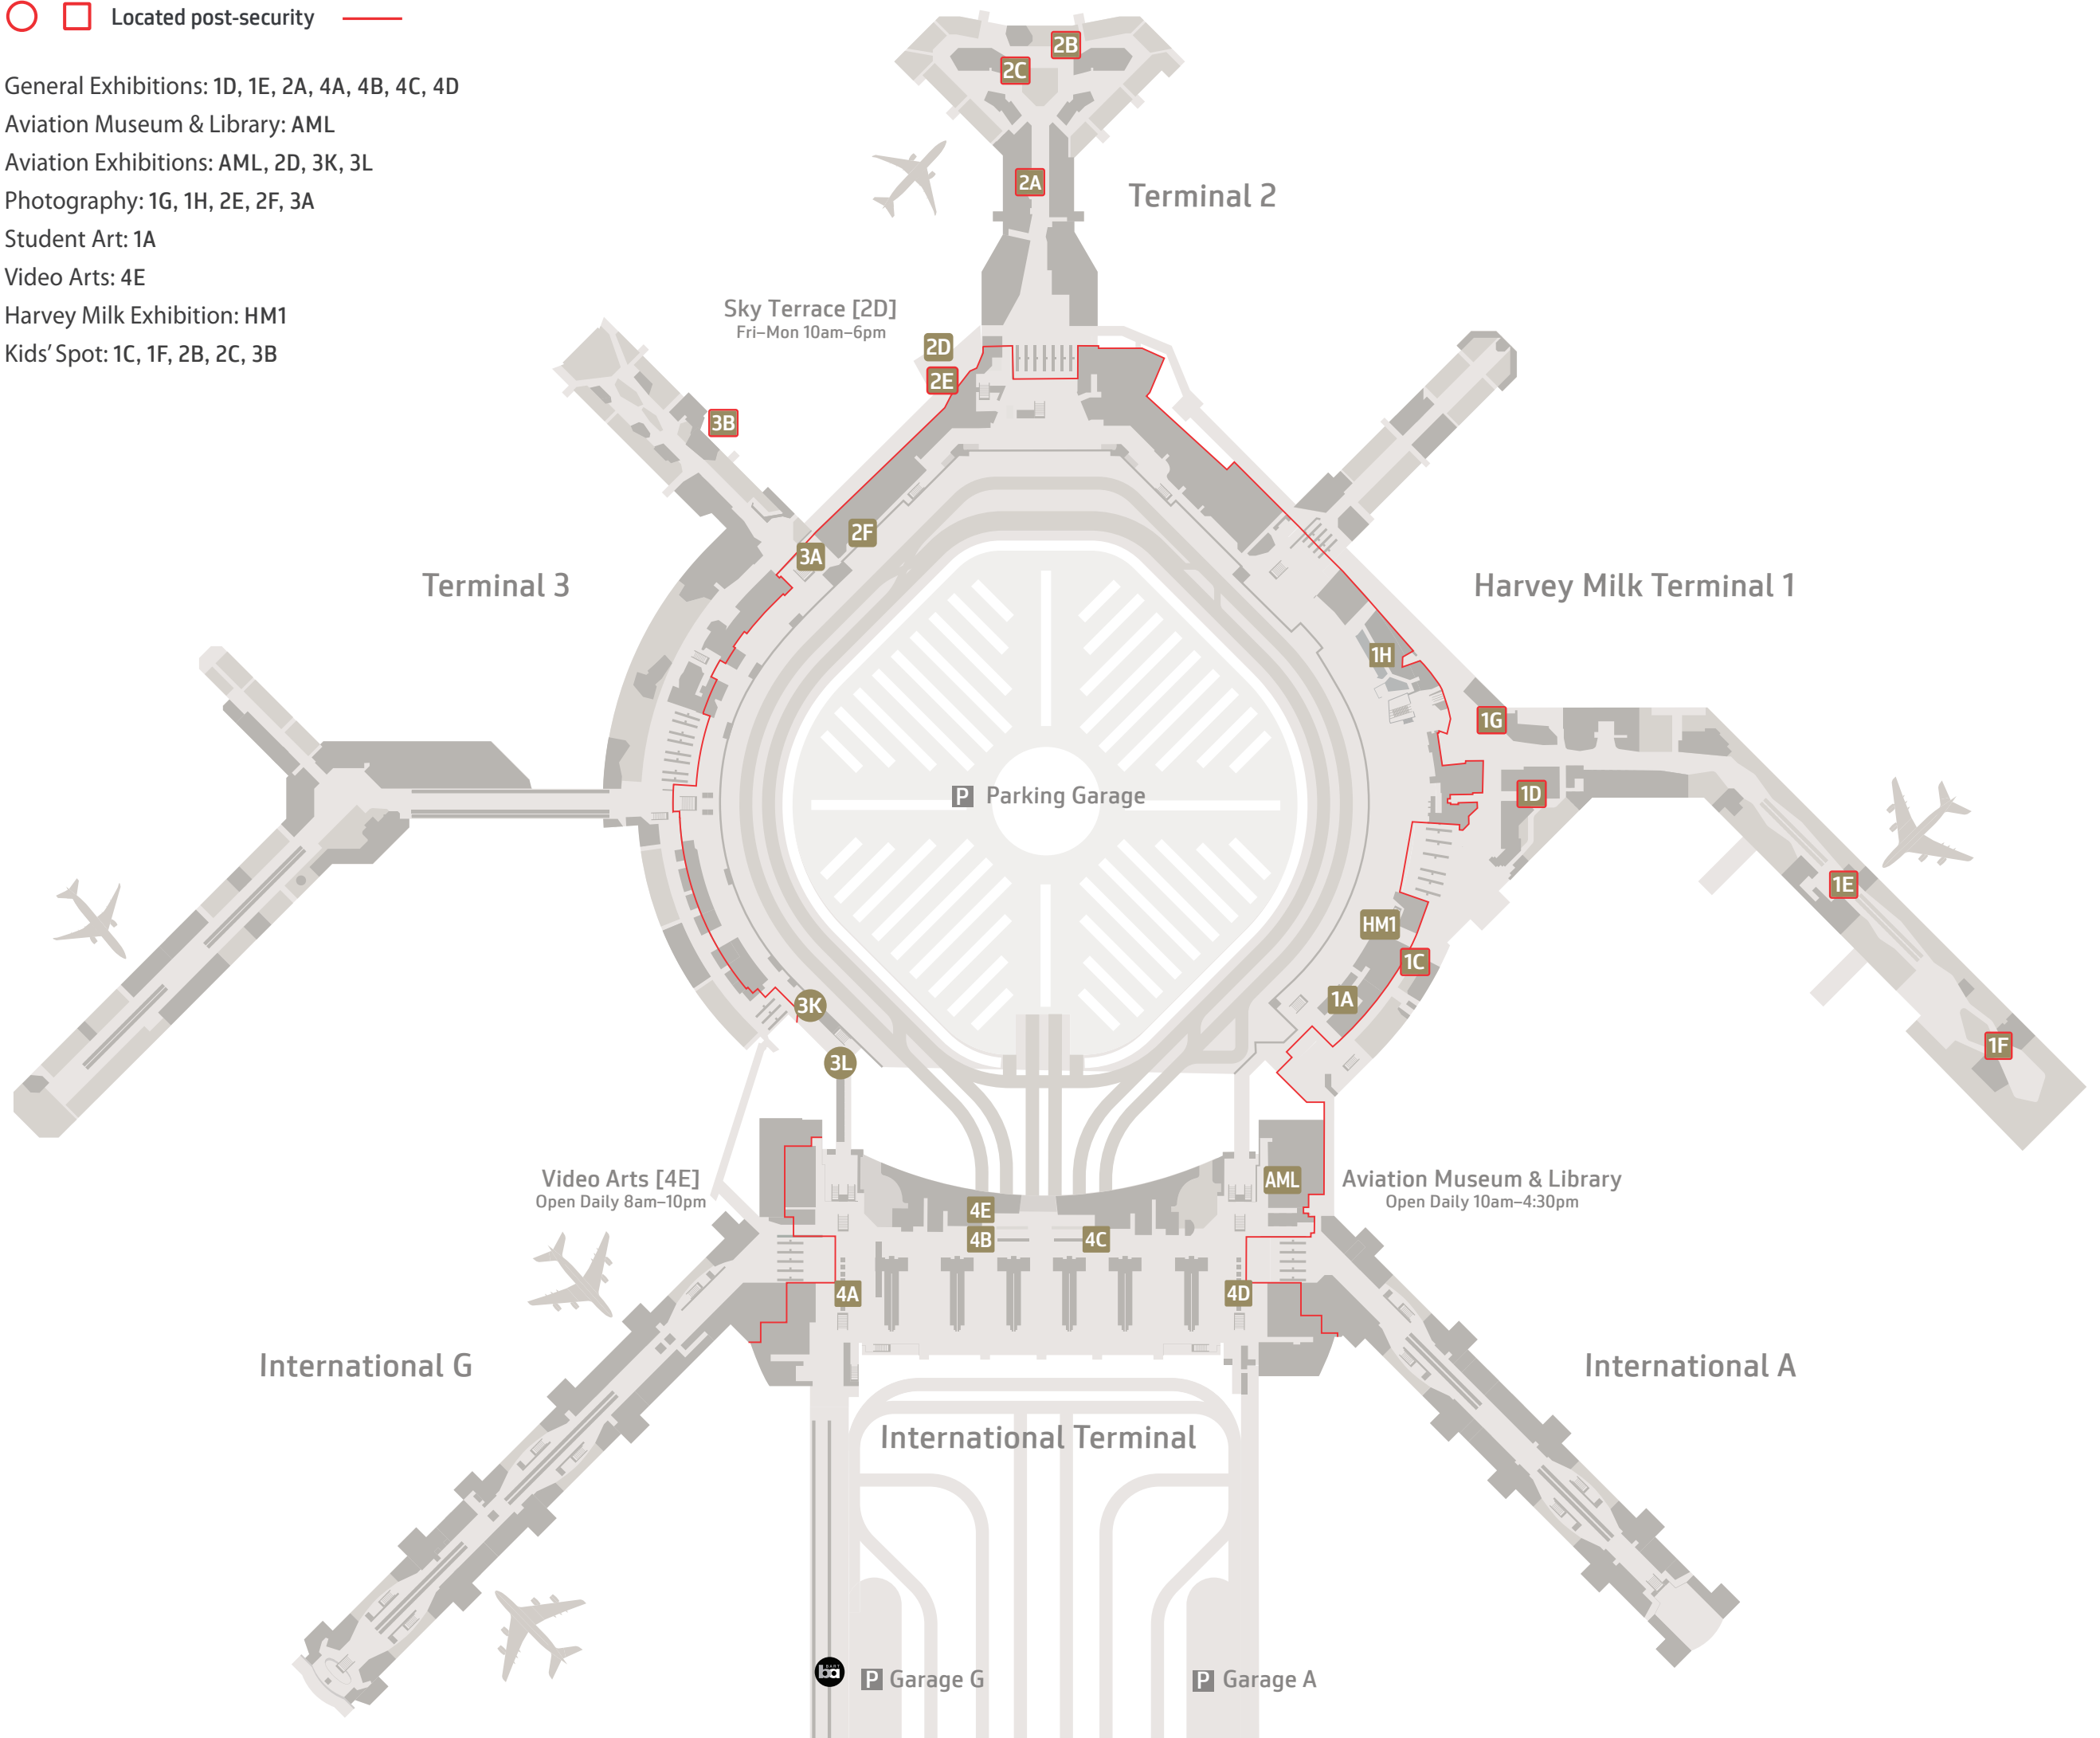 Located post-security
General Exhibitions: 1D, 1E, 2A, 4A, 4B, 4C, 4D
Aviation Museum & Library: AML
Aviation Exhibitions: AML, 2D, 3K, 3L
Photography: 1G, 1H, 2E, 2F, 3A
Student Art: 1A
Video Arts: 4E
Harvey Milk Exhibition: HM1
Kids' Spot: 1C, 1F, 2B, 2C, 3B
2B
2C
2A
Terminal 2
Sky Terrace [2D]
Fri–Mon 10am–6pm
2D
2E
3B
2F
3A
Terminal 3
Harvey Milk Terminal 1
1H
1G
P Parking Garage
1D
1E
HM1
1C
1A
3K
1F
3L
Video Arts [4E]
Open Daily 8am–10pm
AML
Aviation Museum & Library
Open Daily 10am–4:30pm
4E
4B
4C
4A
4D
International G
International A
International Terminal
ba
P Garage G
P Garage A